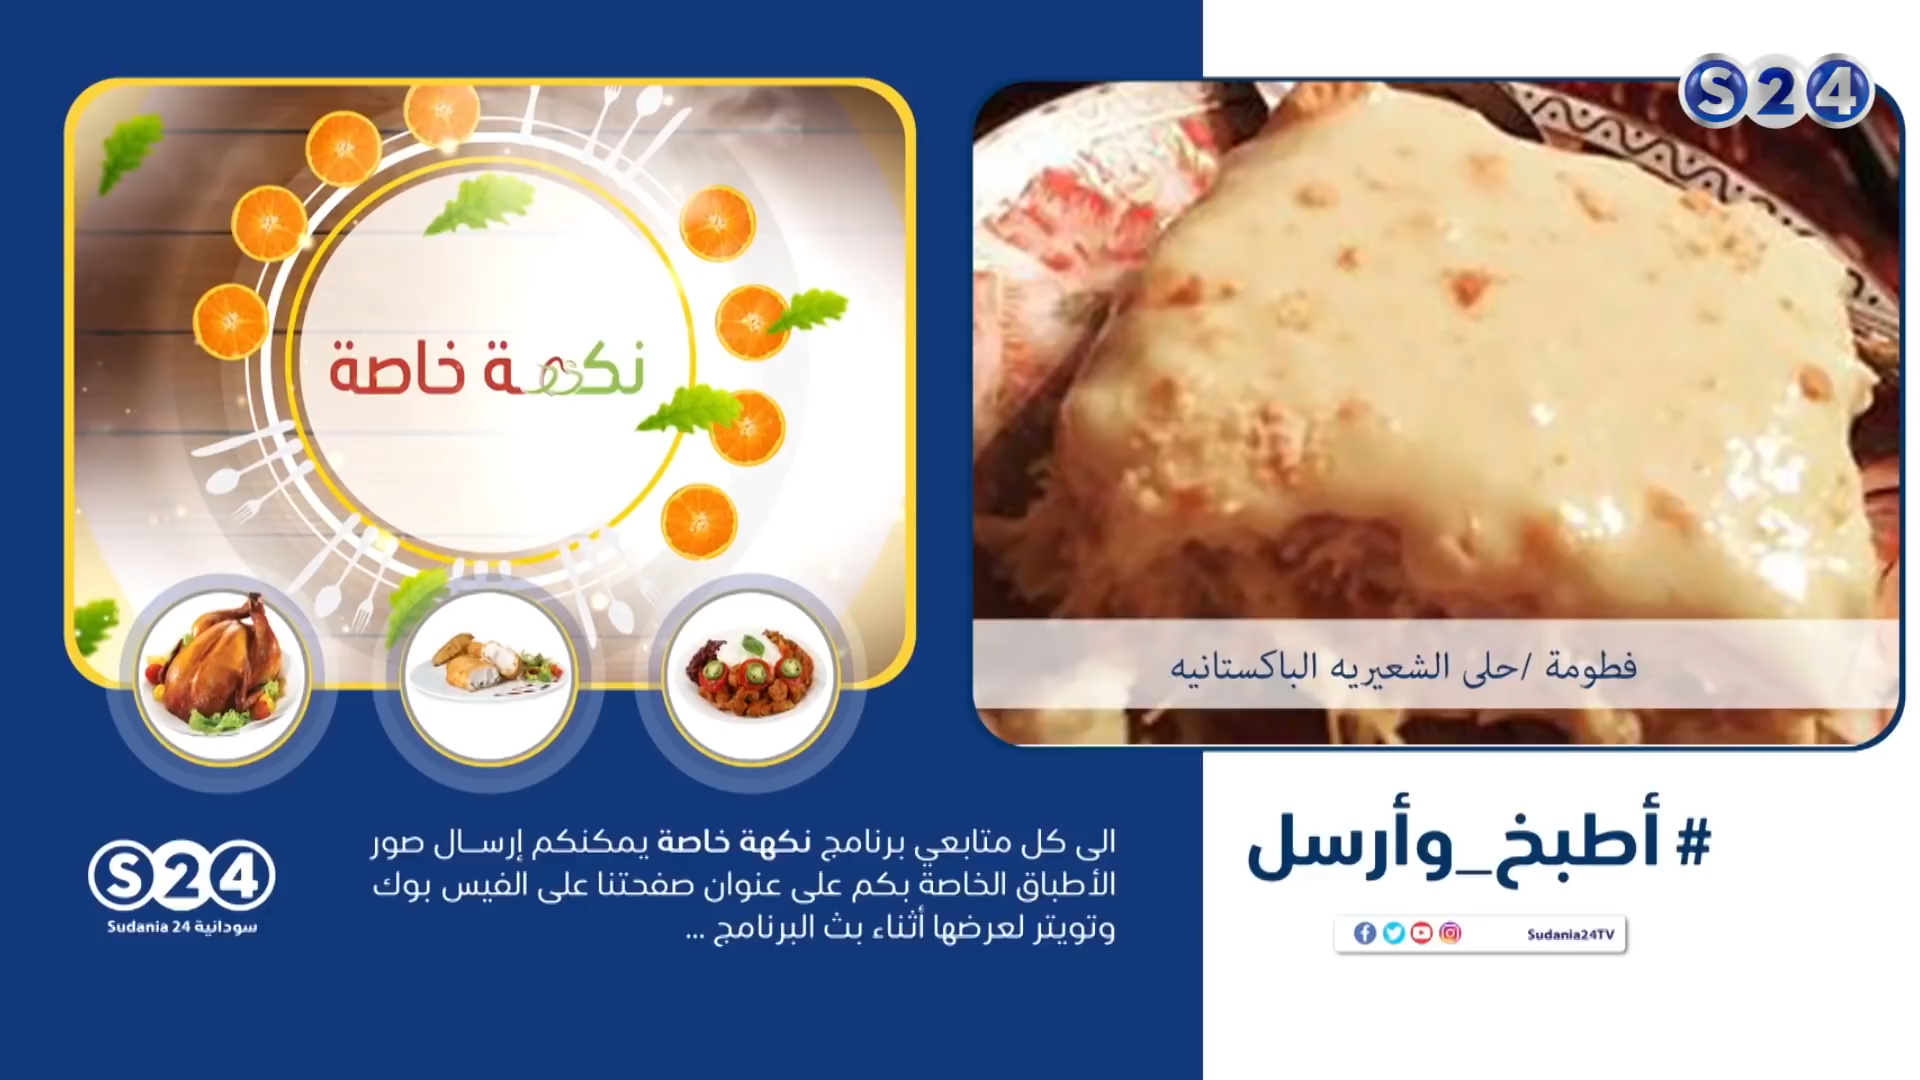 S24
نكهة خاصة
فطومة /حلى الشعيريه الباكستانيه
الى كل متابعي برنامج نكهة خاصة يمكنكم إرســال صور
الأطباق الخاصة بكم على عنوان صفحتنا على الفيس بوك
وتويتر لعرضها أثناء بث البرنامج ...
#أطبخ_وأرسل
S24
Sudania 24 سودانية
Sudania24TV